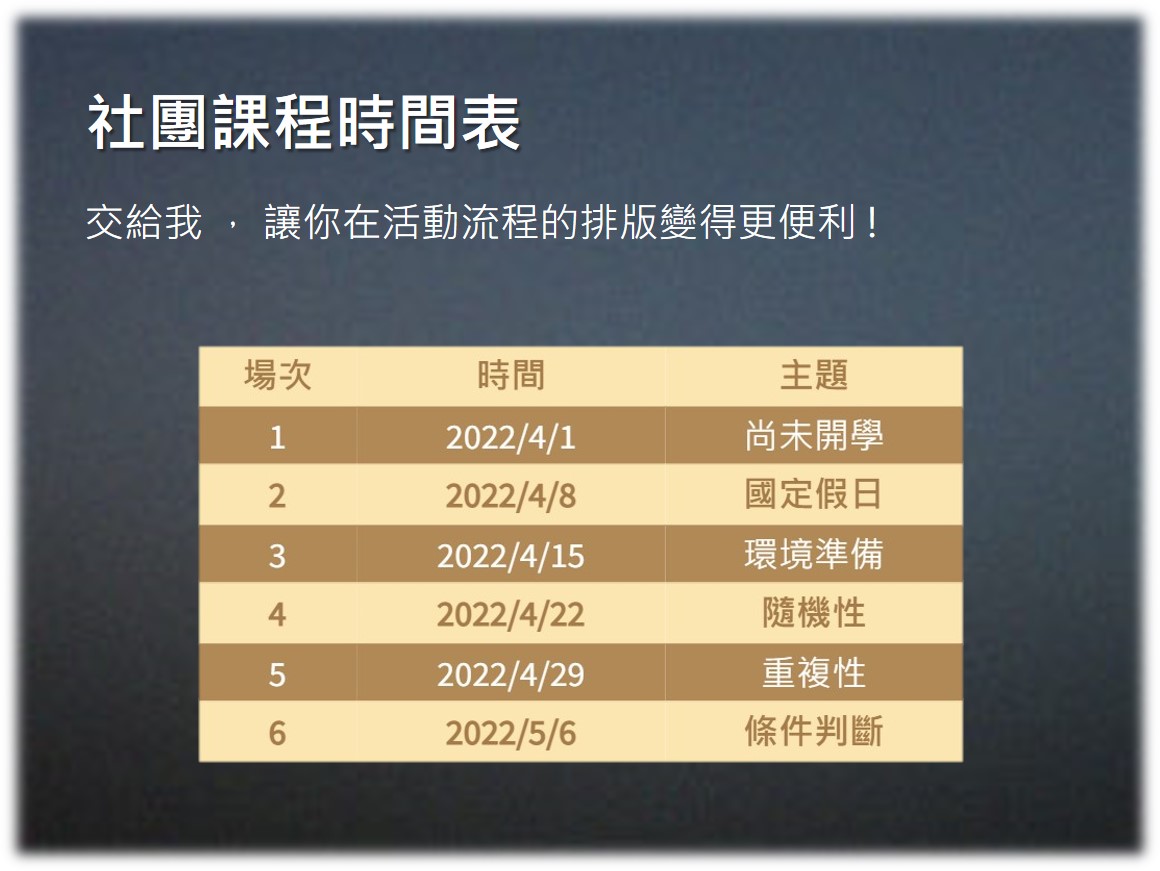 社團課程時間表
交給我 ， 讓你在活動流程的排版變得更便利！
場次 時間 主題
1 2022/4/1 尚未開學
2 2022/4/8 國定假日
3 2022/4/15 環境準備
4 2022/4/22 隨機性
5 2022/4/29 重複性
6 2022/5/6 條件判斷